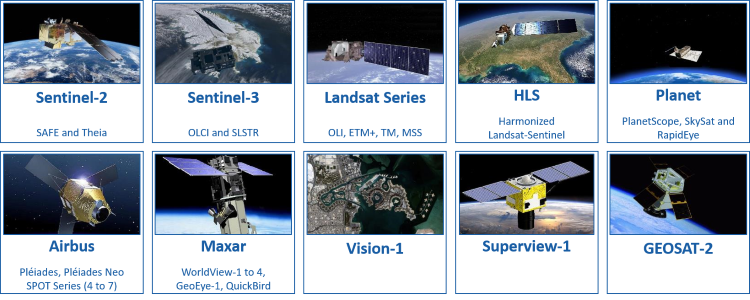 Sentinel-2
SAFE and Theia
Sentinel-3
OLCI and SLSTR
Landsat Series
OLI, ETM+, TM, MSS
HLS
Harmonized
Landsat-Sentinel
Planet
PlanetScope, SkySat and
RapidEye
Airbus
Pléiades, Pléiades Neo
SPOT Series (4 to 7)
Maxar
WorldView-1 to 4,
GeoEye-1, QuickBird
Vision-1
Superview-1
GEOSAT-2